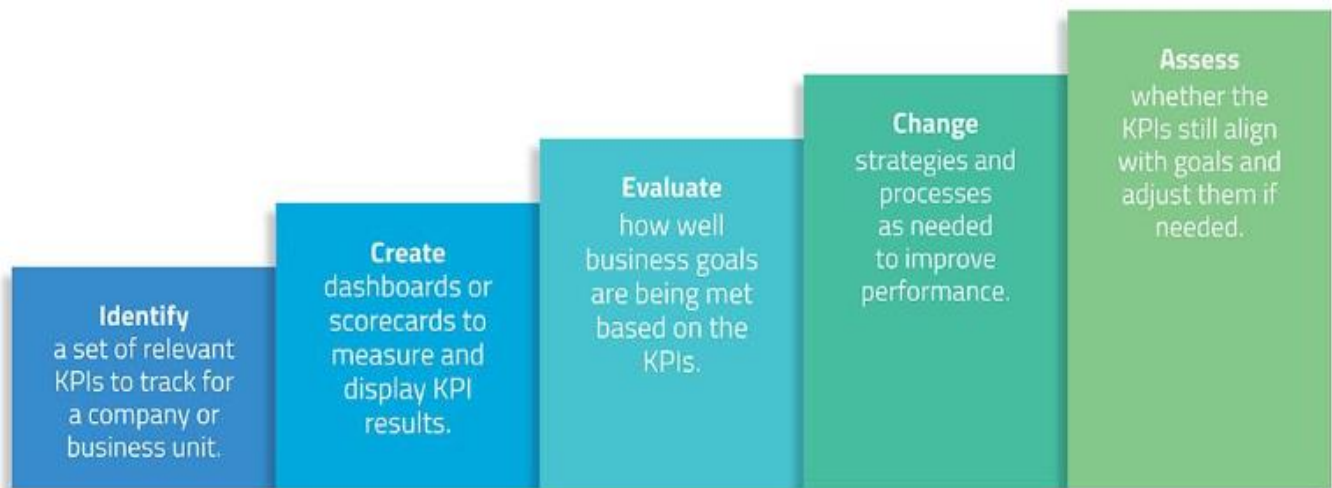 Identify
a set of relevant
KPIs to track for
a company or
business unit.
Create
dashboards or
scorecards to
measure and
display KPI
results.
Evaluate
how well
business goals
are being met
based on the
KPIs.
Change
strategies and
processes
as needed
to improve
performance.
Assess
whether the
KPIs still align
with goals and
adjust them if
needed.